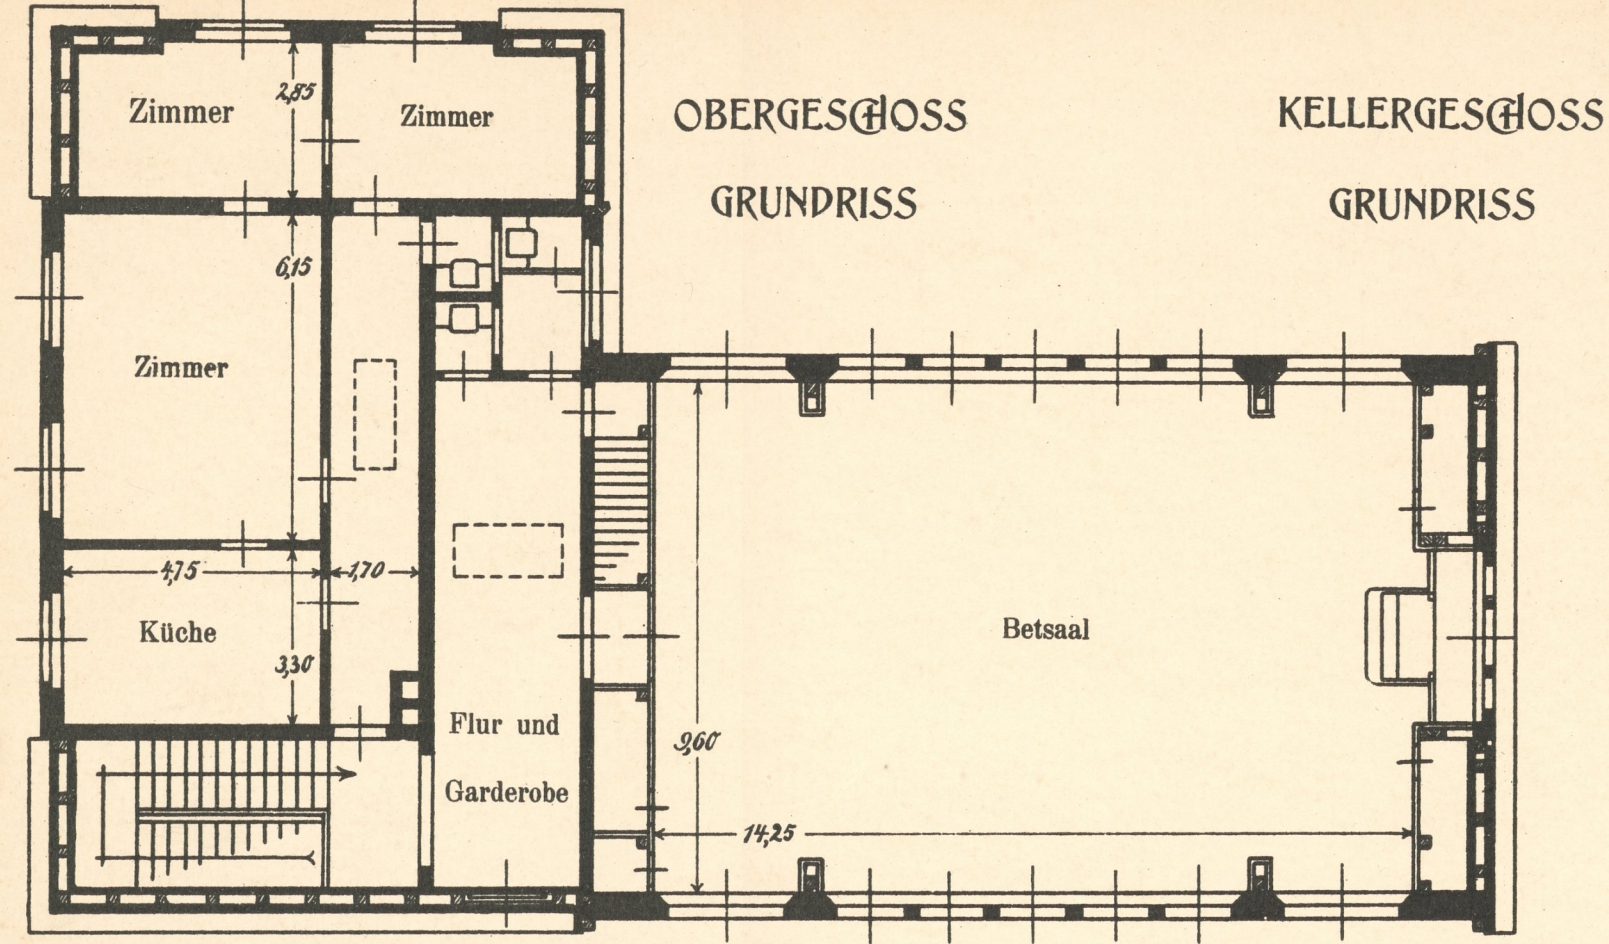 OBERGESCHOSS
GRUNDRISS
KELLERGESCHOSS
GRUNDRISS
Zimmer
2,85
Zimmer
6,15
Zimmer
4,75
1,70
Küche
3,30
Flur und
Garderobe
Betsaal
9,60
14,25